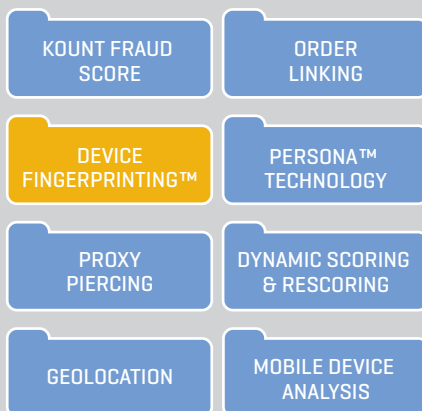 KOUNT FRAUD
SCORE
ORDER
LINKING
DEVICE
FINGERPRINTING™
PERSONA™
TECHNOLOGY
PROXY
PIERCING
DYNAMIC SCORING
& RESCORING
GEOLOCATION
MOBILE DEVICE
ANALYSIS